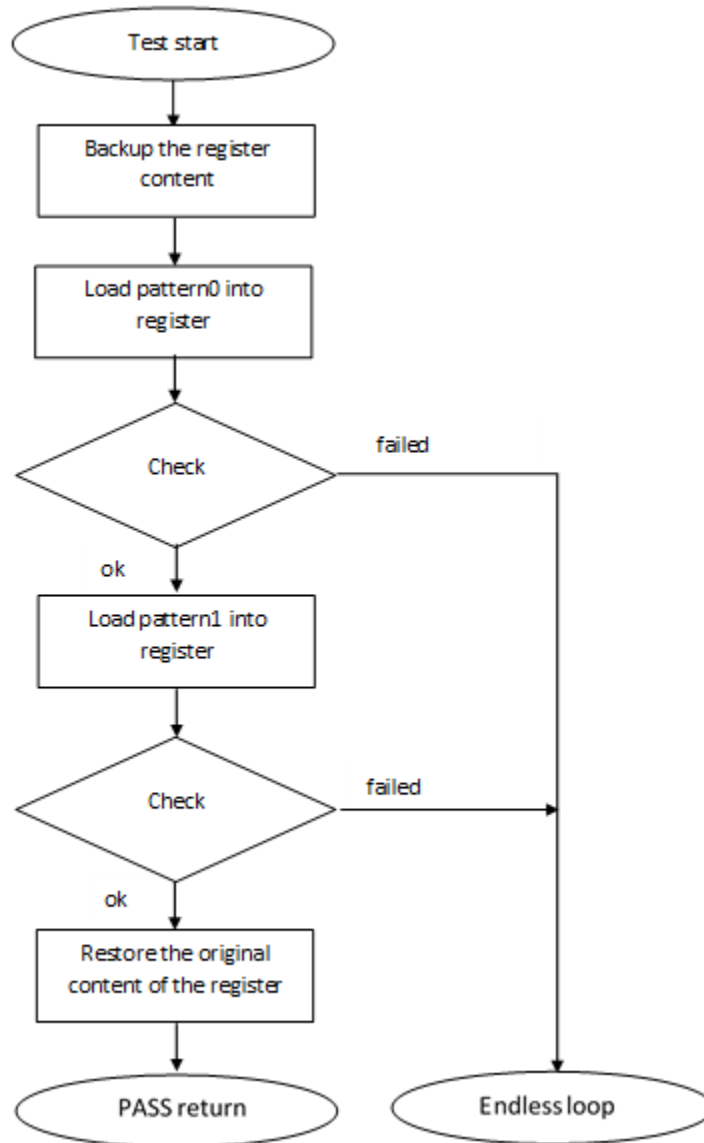 Test start
Backup the register
content
Load pattern0 into
register
Check
failed
ok
Load pattern1 into
register
Check
failed
ok
Restore the original
content of the register
PASS return
Endless loop